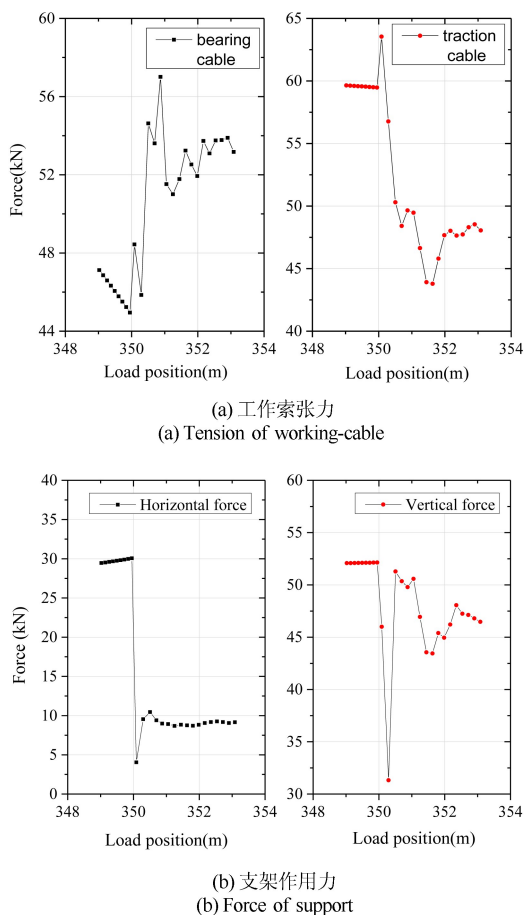 60
56
52
48
44
Force(kN)
bearing
cable
348 350 352 354
Load position(m)
65
60
55
50
45
40
traction
cable
348 350 352 354
Load position(m)
(a) 工作索张力
(a) Tension of working-cable
40
35
30
25
20
15
10
5
0
Force (kN)
Horizontal force
348 350 352 354
Load position(m)
60
55
50
45
40
35
30
Vertical force
348 350 352 354
Load position(m)
(b) 支架作用力
(b) Force of support